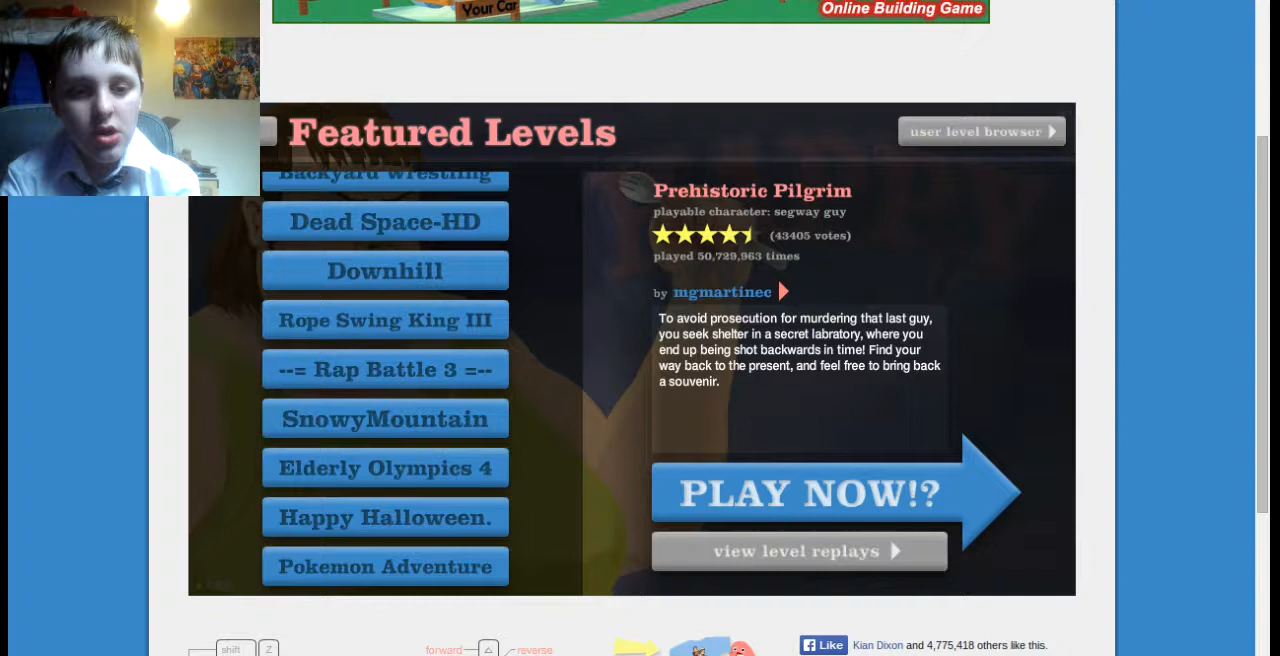 Your Car
Online Building Game
Featured Levels
user level browser
Backyard Wrestling
Dead Space-HD
Downhill
Rope Swing King III
--= Rap Battle 3 =--
SnowyMountain
Elderly Olympics 4
Happy Halloween.
Pokemon Adventure
Prehistoric Pilgrim
playable character: segway guy
(43405 votes)
played 50,729,963 times
by mgmartinec
To avoid prosecution for murdering that last guy,
you seek shelter in a secret labratory, where you
end up being shot backwards in time! Find your
way back to the present, and feel free to bring back
a souvenir.
PLAY NOW!?
view level replays
shift Z
forward reverse
Like Kian Dixon and 4,775,418 others like this.